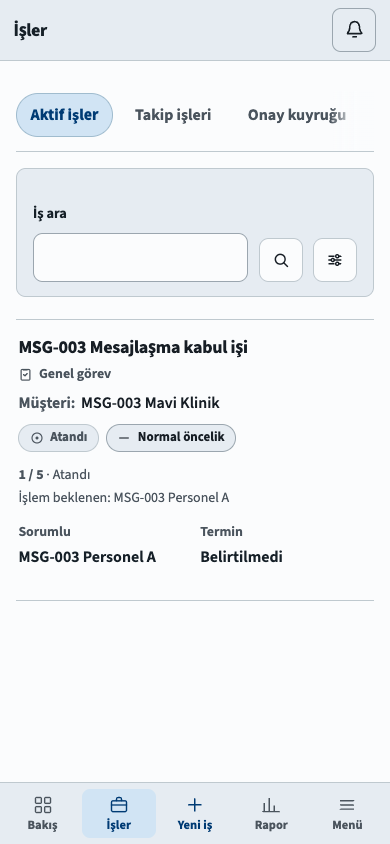 İşler
Aktif işler
Takip işleri
Onay kuyruğu
İş ara
MSG-003 Mesajlaşma kabul işi
Genel görev
Müşteri: MSG-003 Mavi Klinik
Atandı
Normal öncelik
1 / 5 · Atandı
İşlem beklenen: MSG-003 Personel A
Sorumlu
Termin
MSG-003 Personel A
Belirtilmedi
Bakış
İşler
Yeni iş
Rapor
Menü